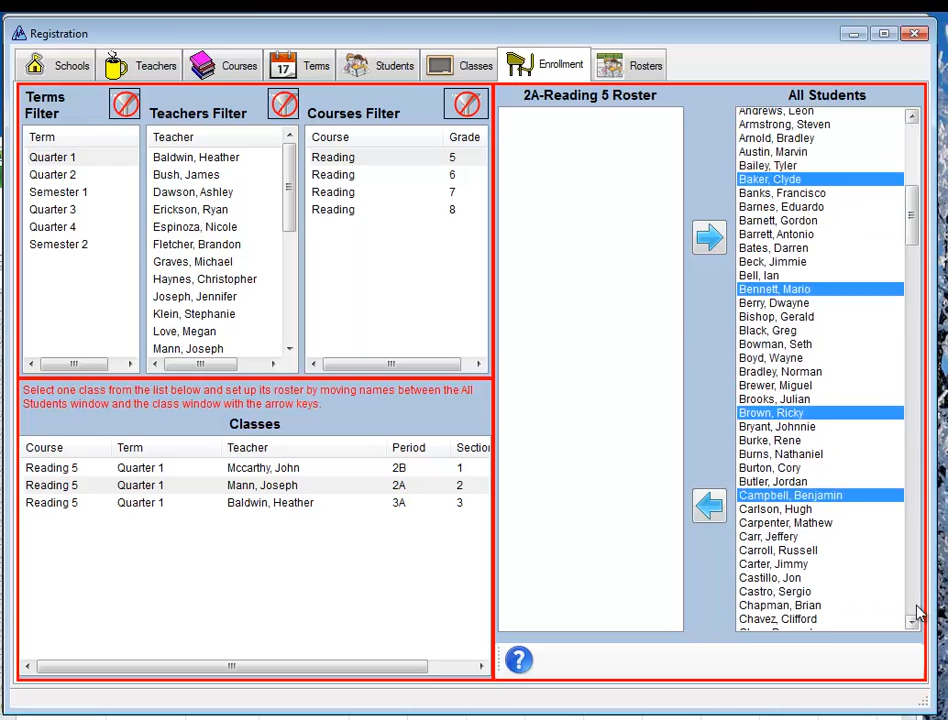 Registration
Schools Teachers Courses 17 Terms Students Classes Enrollment Rosters
Terms Filter
Term
Quarter 1
Quarter 2
Semester 1
Quarter 3
Quarter 4
Semester 2
Teachers Filter
Teacher
Baldwin, Heather
Bush, James
Dawson, Ashley
Erickson, Ryan
Espinoza, Nicole
Fletcher, Brandon
Graves, Michael
Haynes, Christopher
Joseph, Jennifer
Klein, Stephanie
Love, Megan
Mann, Joseph
Courses Filter
Course Grade
Reading 5
Reading 6
Reading 7
Reading 8
Select one class from the list below and set up its roster by moving names between the All
Students window and the class window with the arrow keys.
Classes
Course Term Teacher Period Section
Reading 5 Quarter 1 Mccarthy, John 2B 1
Reading 5 Quarter 1 Mann, Joseph 2A 2
Reading 5 Quarter 1 Baldwin, Heather 3A 3
2A-Reading 5 Roster
All Students
Andrews, Leon
Armstrong, Steven
Arnold, Bradley
Austin, Marvin
Bailey, Tyler
Baker, Clyde
Banks, Francisco
Barnes, Eduardo
Barnett, Gordon
Barrett, Antonio
Bates, Darren
Beck, Jimmie
Bell, Ian
Bennett, Mario
Berry, Dwayne
Bishop, Gerald
Black, Greg
Bowman, Seth
Boyd, Wayne
Bradley, Norman
Brewer, Miguel
Brooks, Julian
Brown, Ricky
Bryant, Johnnie
Burke, Rene
Burns, Nathaniel
Burton, Cory
Butler, Jordan
Campbell, Benjamin
Carlson, Hugh
Carpenter, Mathew
Carr, Jeffery
Carroll, Russell
Carter, Jimmy
Castillo, Jon
Castro, Sergio
Chapman, Brian
Chavez, Clifford
?